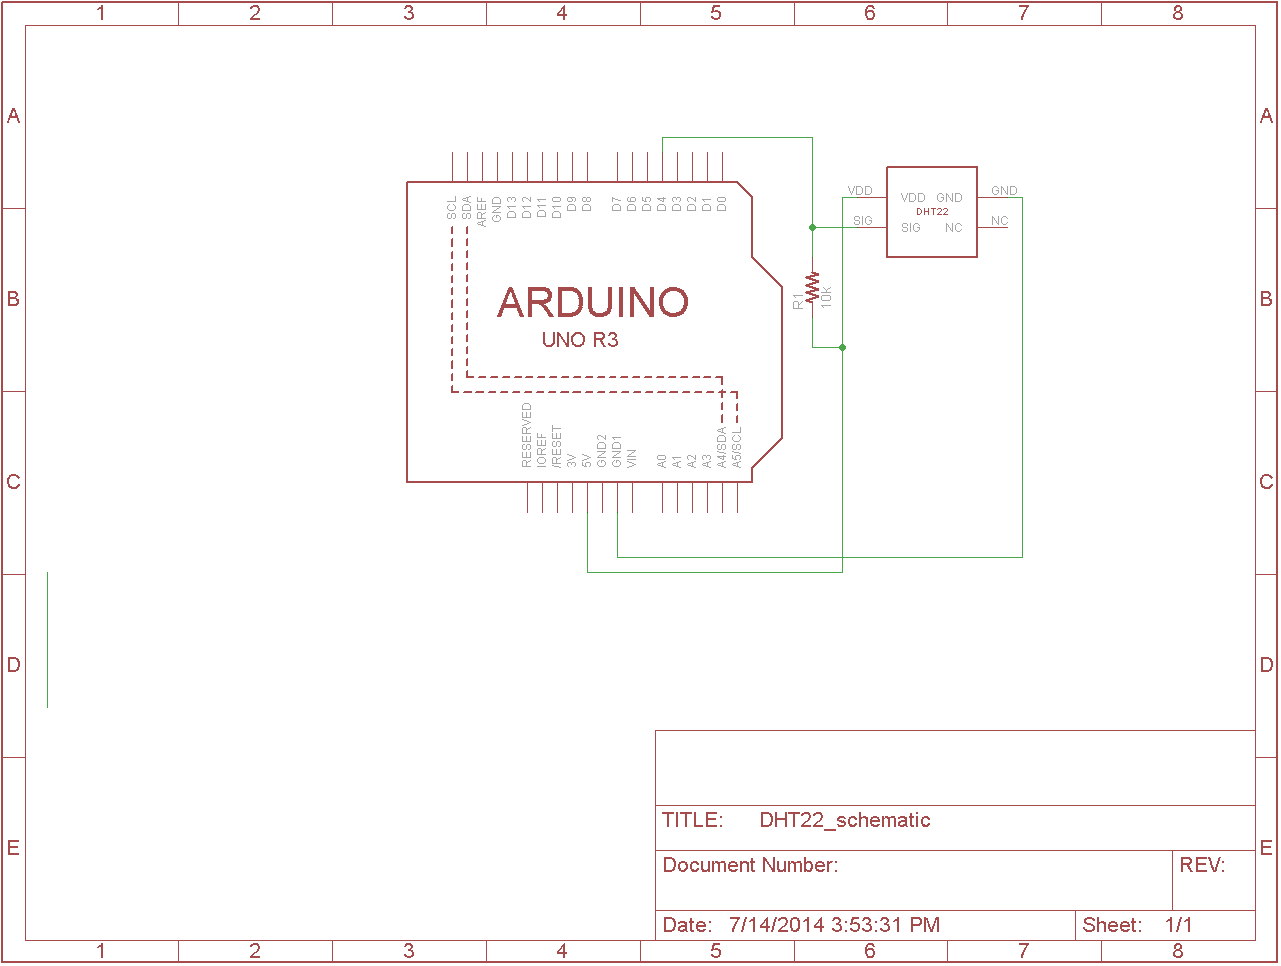 1 2 3 4 5 6 7 8
A A
SCL SDA AREF GND D13 D12 D11 D10 D9 D8 D7 D6 D5 D4 D3 D2 D1 D0
VDD VDD GND GND
DHT22
SIG SIG NC NC
B B
ARDUINO
R1 10K
UNO R3
RESERVED IOREF /RESET 3V 5V GND2 GND1 VIN A0 A1 A2 A3 A4/SDA A5/SCL
C C
D D
TITLE: DHT22_schematic
E E
Document Number: REV:
Date: 7/14/2014 3:53:31 PM Sheet: 1/1
1 2 3 4 5 6 7 8